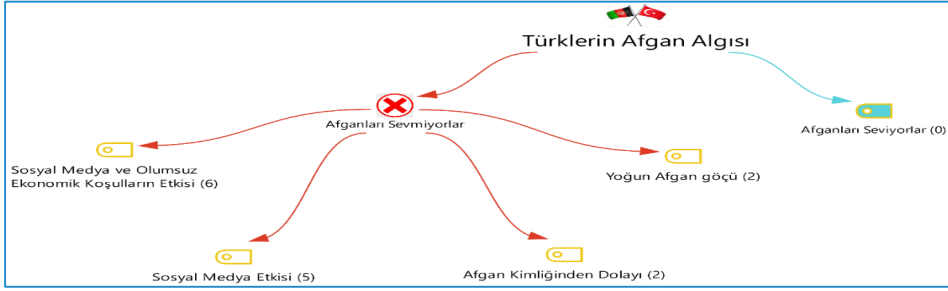 Türklerin Afgan Algısı
Afganları Sevmiyorlar
Afganları Seviyorlar (0)
Sosyal Medya ve Olumsuz
Ekonomik Koşulların Etkisi (6)
Yoğun Afgan göçü (2)
Sosyal Medya Etkisi (5)
Afgan Kimliğinden Dolayı (2)